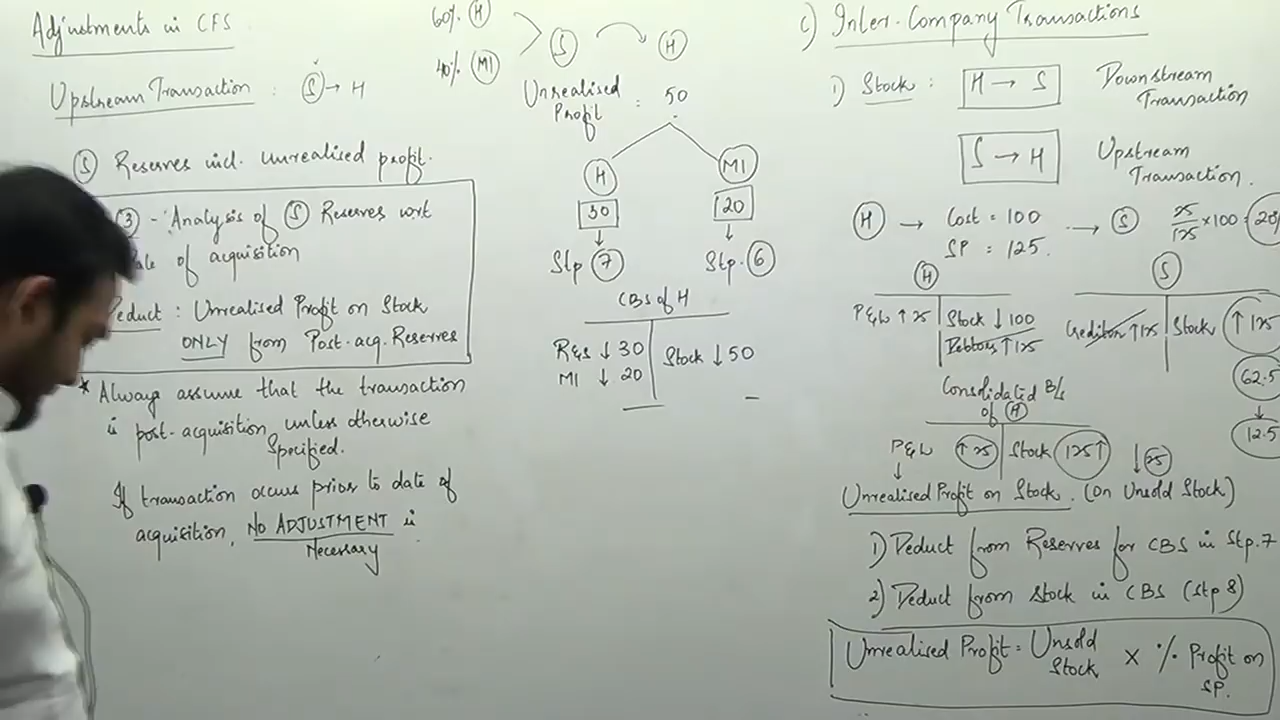 Adjustments in CFS
Upstream Transaction : S → H
S Reserves incl. unrealised profit.
3 - Analysis of S Reserves wrt
of acquisition
Deduct : Unrealised Profit on Stock
ONLY from Post-acq. Reserves
* Always assume that the transaction
is post-acquisition, unless otherwise
Specified.
If transaction occurs prior to date of
acquisition, NO ADJUSTMENT is
Necessary
60% H
40% MI
S H
Unrealised Profit : 50
H MI
30 20
Stp 7 Stp. 6
CBS of H
R&S ↓ 30 Stock ↓ 50
MI ↓ 20
C) Inter-Company Transactions
1) Stock : H → S Downstream
Transaction
S → H Upstream
Transaction.
H → Cost = 100 → S 25/125 × 100 = 20%
SP = 125.
H S
P&L ↑ 25 Stock ↓ 100
Debtors ↑ 125
Creditors ↑ 125 Stock ↑ 125
62.5
↓
12.5
Consolidated B/s
of H
P&L ↑ 25 Stock 125 ↑ ↓ 25
↓
Unrealised Profit on Stock. (On Unsold Stock)
1) Deduct from Reserves for CBS in Stp. 7
2) Deduct from Stock in CBS (Stp 8)
Unrealised Profit = Unsold Stock × % Profit on SP.